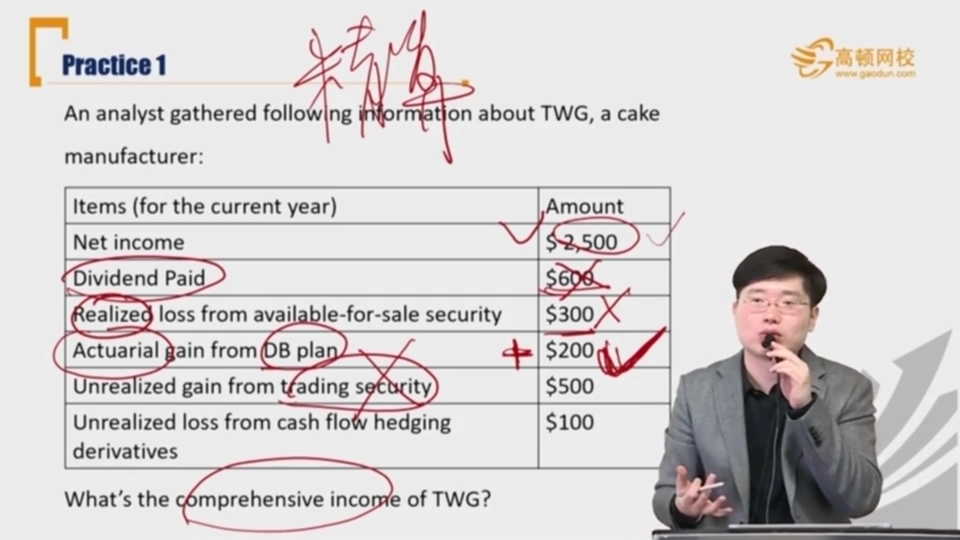 Practice 1
精算
高顿网校
www.gaodun.com
An analyst gathered following information about TWG, a cake
manufacturer:
Items (for the current year) Amount
Net income $ 2,500
Dividend Paid $600
Realized loss from available-for-sale security $300
Actuarial gain from DB plan $200
Unrealized gain from trading security $500
Unrealized loss from cash flow hedging
derivatives $100
What's the comprehensive income of TWG?